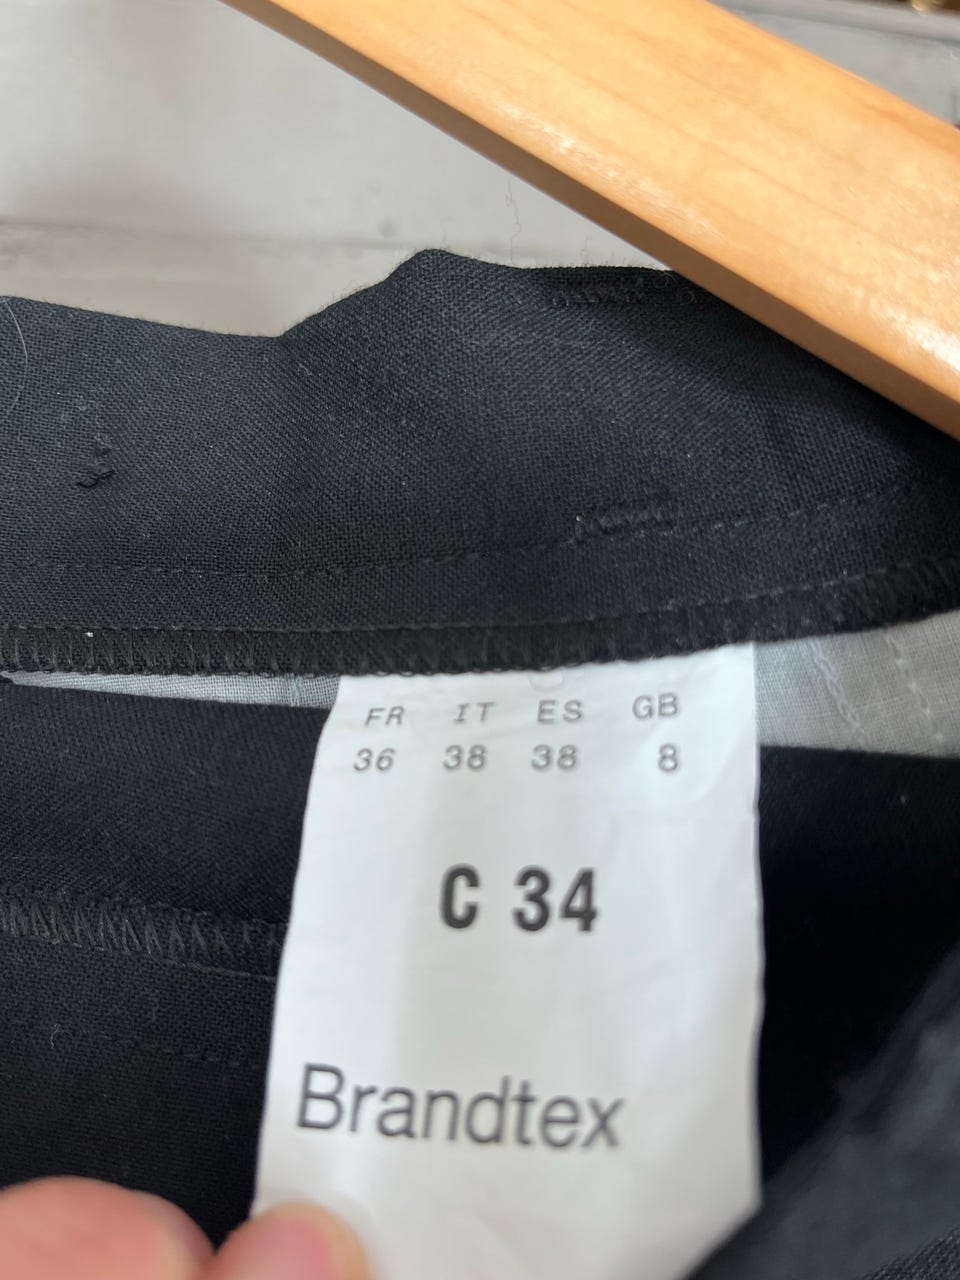 FR IT ES GB
36 38 38 8
C 34
Brandtex